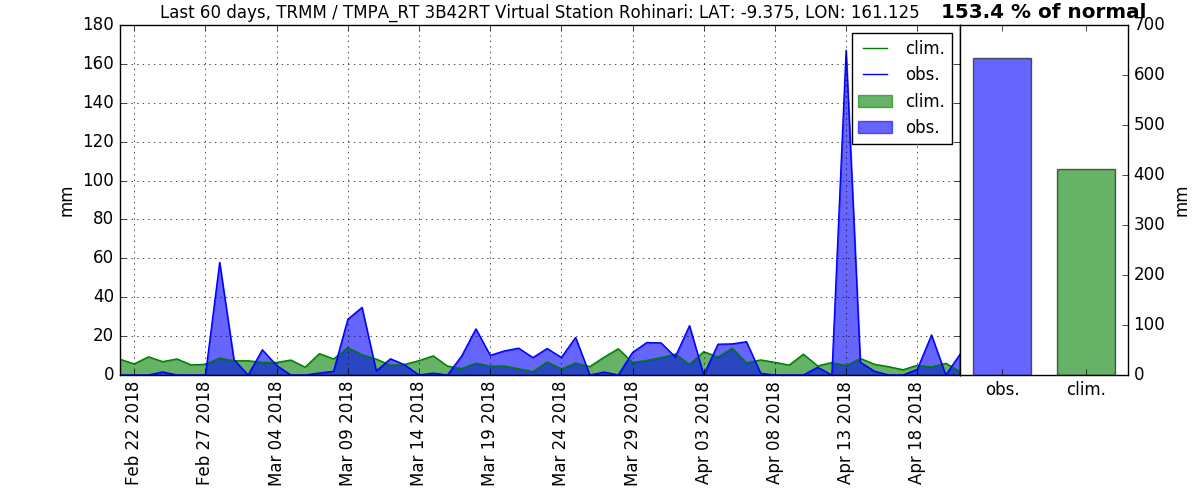 Last 60 days, TRMM / TMPA_RT 3B42RT Virtual Station Rohinari: LAT: -9.375, LON: 161.125
153.4 % of normal
180
160
140
120
100
80
60
40
20
0
mm
clim.
obs.
clim.
obs.
700
600
500
400
300
200
100
0
mm
Feb 22 2018
Feb 27 2018
Mar 04 2018
Mar 09 2018
Mar 14 2018
Mar 19 2018
Mar 24 2018
Mar 29 2018
Apr 03 2018
Apr 08 2018
Apr 13 2018
Apr 18 2018
obs.
clim.